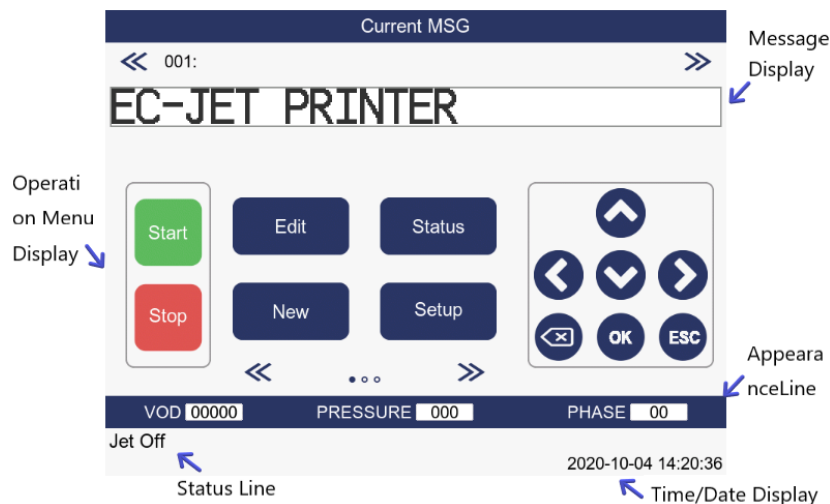 Current MSG
Message
Display
001:
EC-JET PRINTER
Operati
on Menu
Display
Start
Edit
Status
Stop
New
Setup
OK
ESC
Appeara
nceLine
VOD 00000 PRESSURE 000 PHASE 00
Jet Off
2020-10-04 14:20:36
Status Line
Time/Date Display